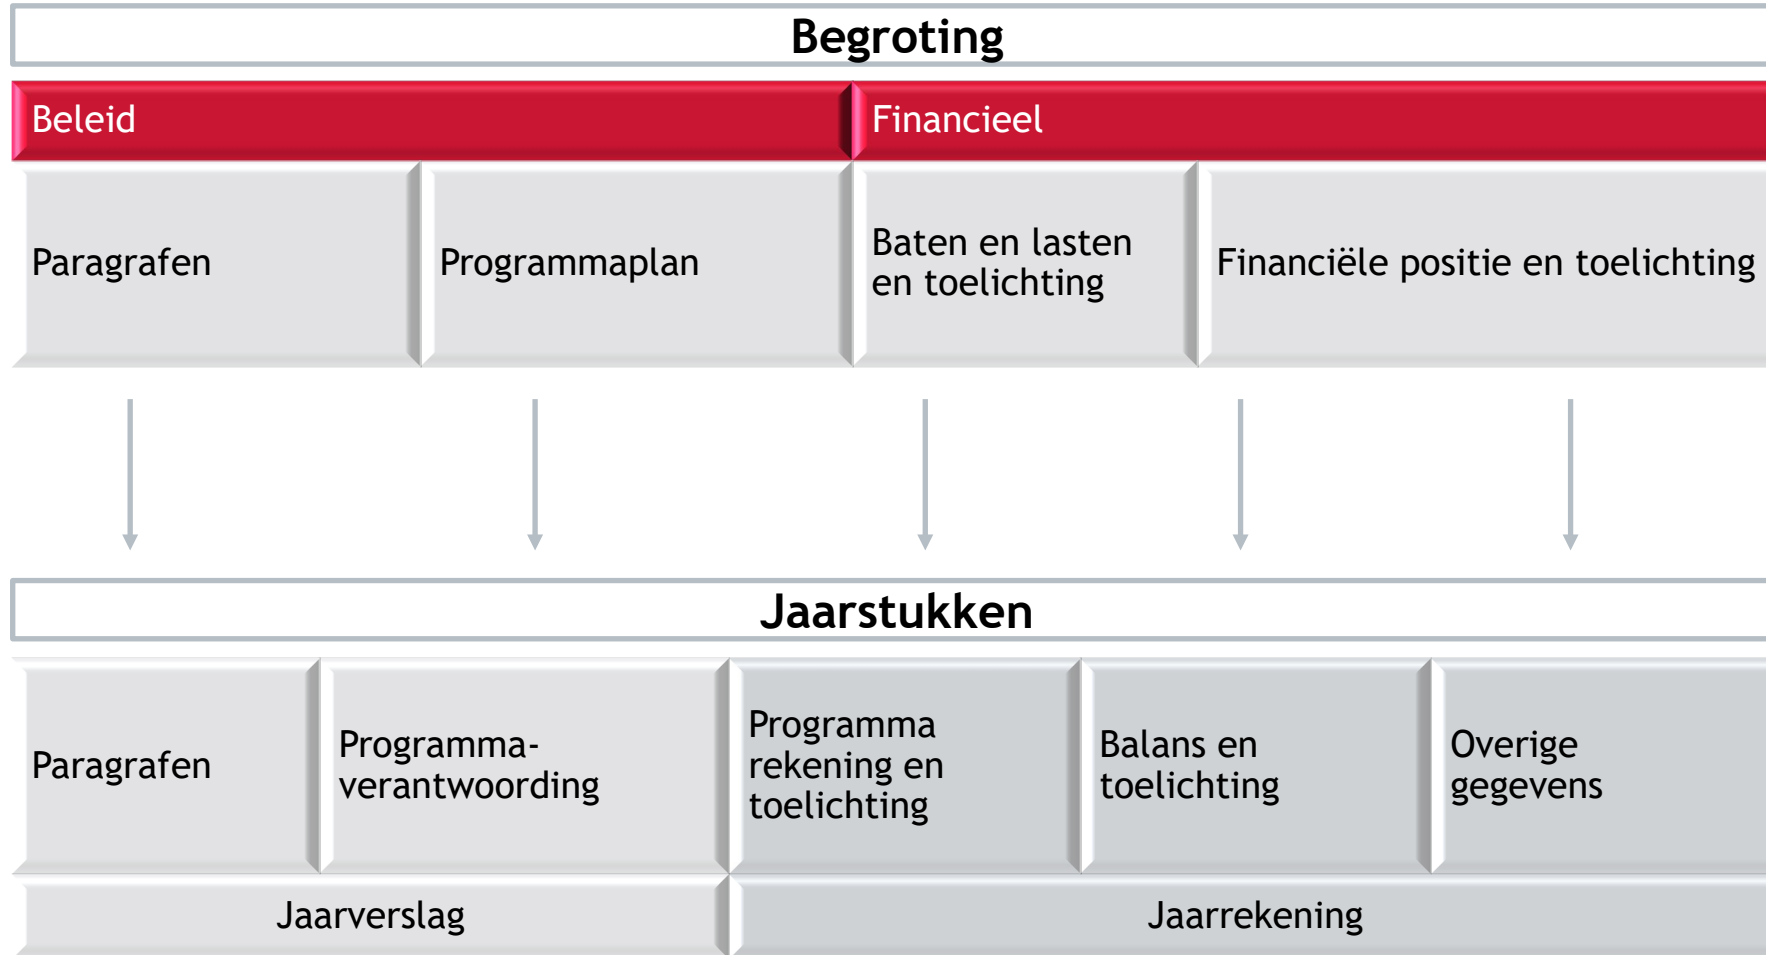 Begroting
Beleid
Financieel
Paragrafen
Programmaplan
Baten en lasten
en toelichting
Financiële positie en toelichting
Jaarstukken
Paragrafen
Programma-
verantwoording
Programma
rekening en
toelichting
Balans en
toelichting
Overige
gegevens
Jaarverslag
Jaarrekening